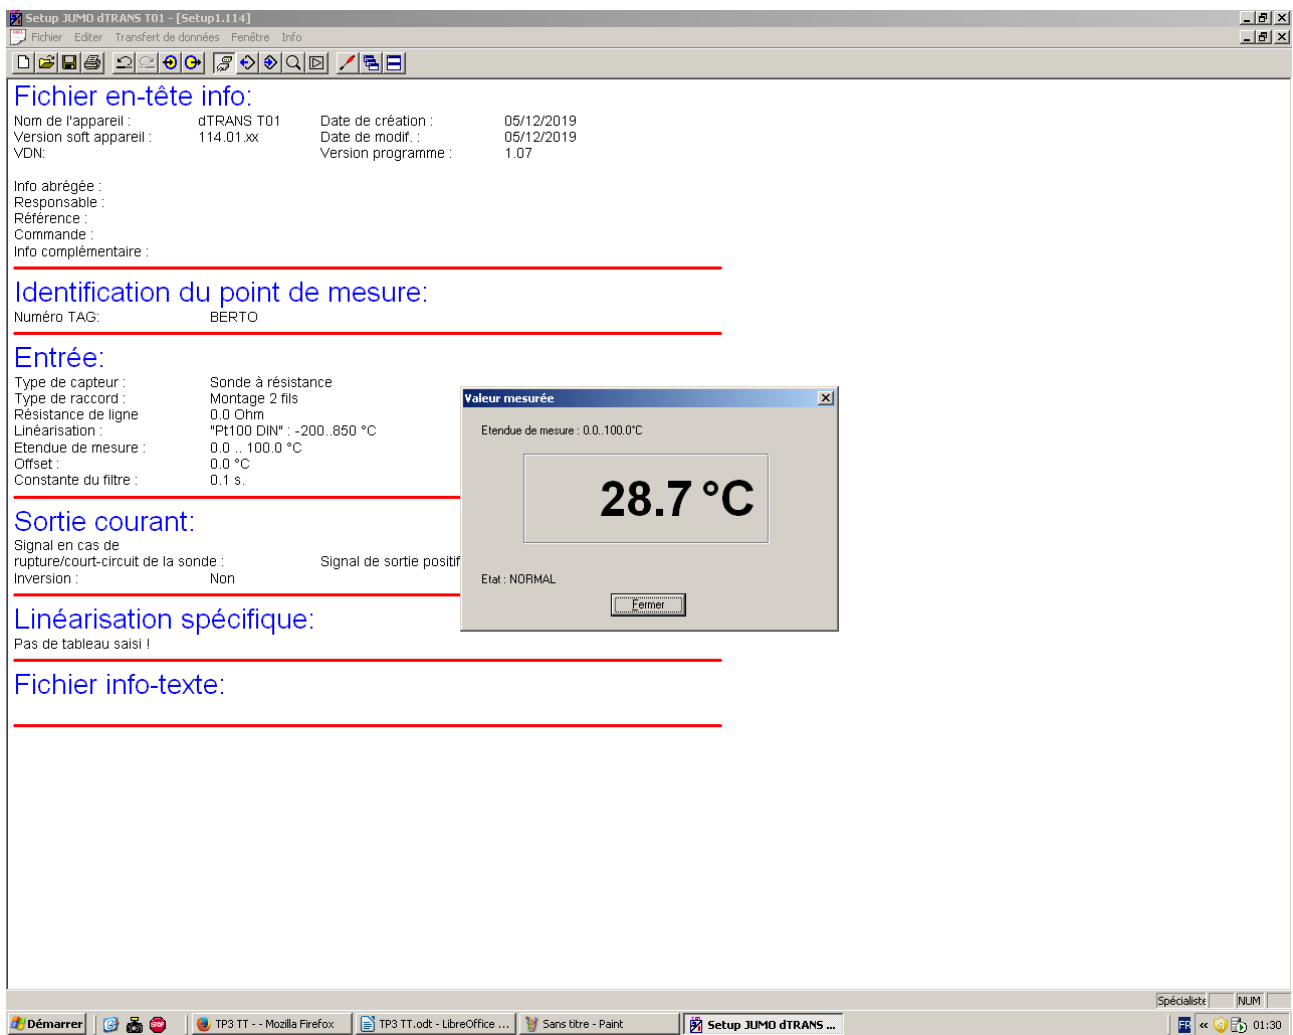 Setup JUMO dTRANS T01 - [Setup1.114]
Fichier Editer Transfert de données Fenêtre Info
Fichier en-tête info:
Nom de l'appareil : dTRANS T01 Date de création : 05/12/2019
Version soft appareil : 114.01.xx Date de modif. : 05/12/2019
VDN: Version programme : 1.07
Info abrégée :
Responsable :
Référence :
Commande :
Info complémentaire :
Identification du point de mesure:
Numéro TAG: BERTO
Entrée:
Type de capteur : Sonde à résistance
Type de raccord : Montage 2 fils
Résistance de ligne 0.0 Ohm
Linéarisation : "Pt100 DIN" : -200..850 °C
Etendue de mesure : 0.0 .. 100.0 °C
Offset : 0.0 °C
Constante du filtre : 0.1 s.
Sortie courant:
Signal en cas de
rupture/court-circuit de la sonde : Signal de sortie positif
Inversion : Non
Linéarisation spécifique:
Pas de tableau saisi !
Fichier info-texte:
Valeur mesurée
Etendue de mesure : 0.0..100.0°C
28.7 °C
Etat : NORMAL
Fermer
Spécialiste NUM
Démarrer TP3 TT - - Mozilla Firefox TP3 TT.odt - LibreOffice ... Sans titre - Paint Setup JUMO dTRANS ... FR « 01:30